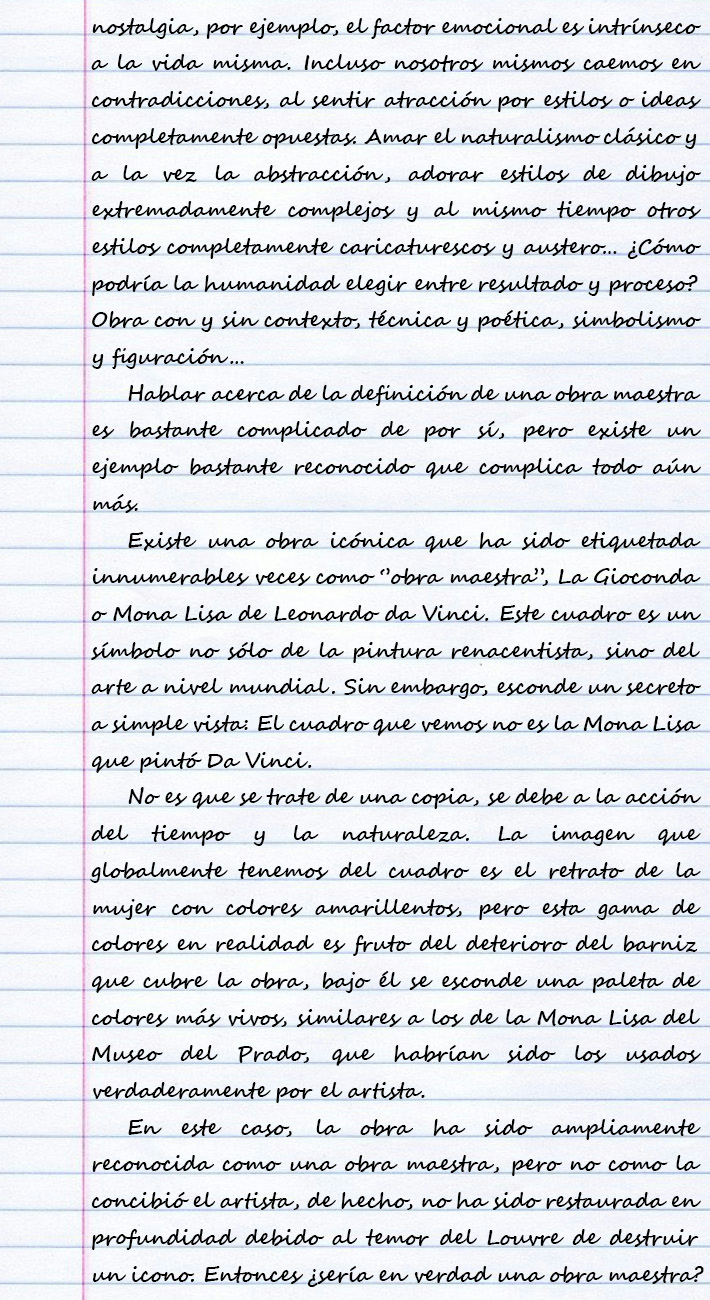 nostalgia, por ejemplo, el factor emocional es intrínseco
a la vida misma. Incluso nosotros mismos caemos en
contradicciones, al sentir atracción por estilos o ideas
completamente opuestas. Amar el naturalismo clásico y
a la vez la abstracción, adorar estilos de dibujo
extremadamente complejos y al mismo tiempo otros
estilos completamente caricaturescos y austero... ¿Cómo
podría la humanidad elegir entre resultado y proceso?
Obra con y sin contexto, técnica y poética, simbolismo
y figuración...
Hablar acerca de la definición de una obra maestra
es bastante complicado de por sí, pero existe un
ejemplo bastante reconocido que complica todo aún
más.
Existe una obra icónica que ha sido etiquetada
innumerables veces como “obra maestra”, La Gioconda
o Mona Lisa de Leonardo da Vinci. Este cuadro es un
símbolo no sólo de la pintura renacentista, sino del
arte a nivel mundial. Sin embargo, esconde un secreto
a simple vista: El cuadro que vemos no es la Mona Lisa
que pintó Da Vinci.
No es que se trate de una copia, se debe a la acción
del tiempo y la naturaleza. La imagen que
globalmente tenemos del cuadro es el retrato de la
mujer con colores amarillentos, pero esta gama de
colores en realidad es fruto del deterioro del barniz
que cubre la obra, bajo él se esconde una paleta de
colores más vivos, similares a los de la Mona Lisa del
Museo del Prado, que habrían sido los usados
verdaderamente por el artista.
En este caso, la obra ha sido ampliamente
reconocida como una obra maestra, pero no como la
concibió el artista, de hecho, no ha sido restaurada en
profundidad debido al temor del Louvre de destruir
un icono. Entonces ¿sería en verdad una obra maestra?